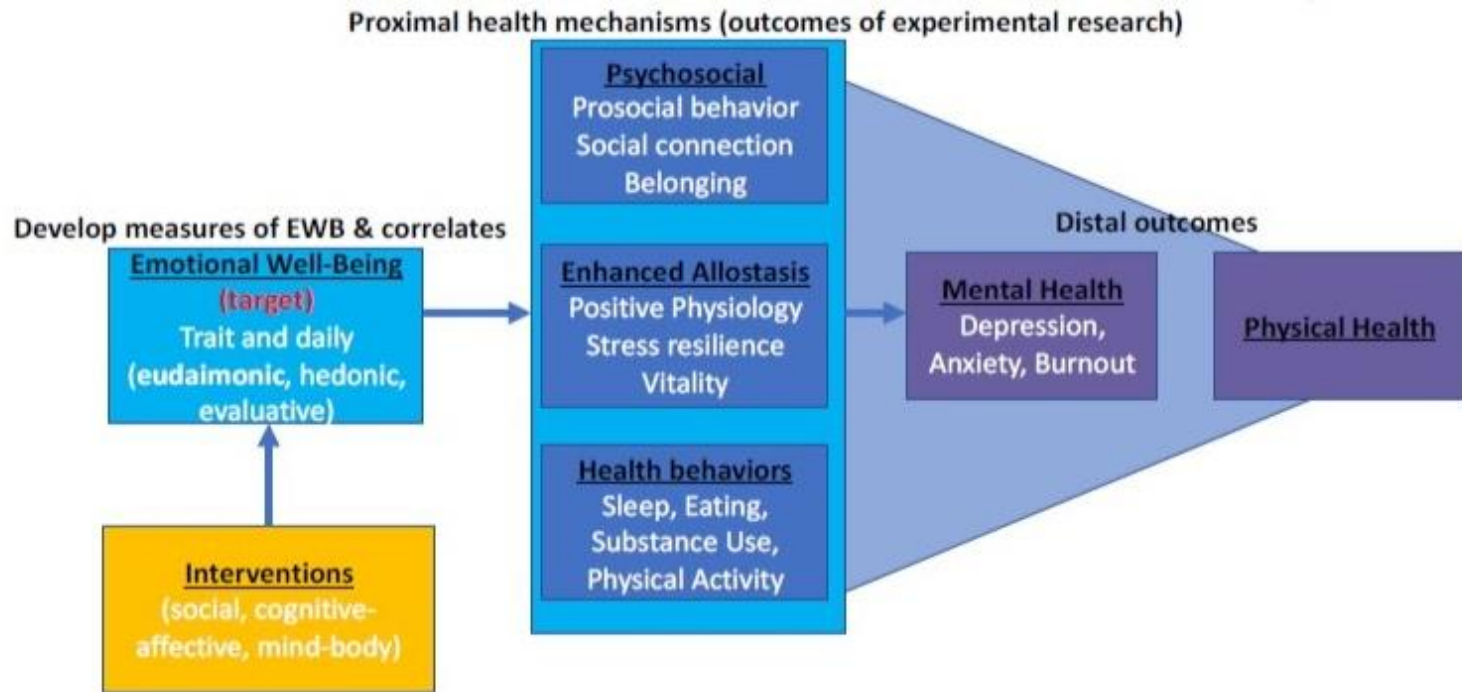 Proximal health mechanisms (outcomes of experimental research)
Psychosocial
Prosocial behavior
Social connection
Belonging
Develop measures of EWB & correlates
Emotional Well-Being
(target)
Trait and daily
(eudaimonic, hedonic,
evaluative)
Interventions
(social, cognitive-
affective, mind-body)
Enhanced Allostasis
Positive Physiology
Stress resilience
Vitality
Health behaviors
Sleep, Eating,
Substance Use,
Physical Activity
Distal outcomes
Mental Health
Depression,
Anxiety, Burnout
Physical Health